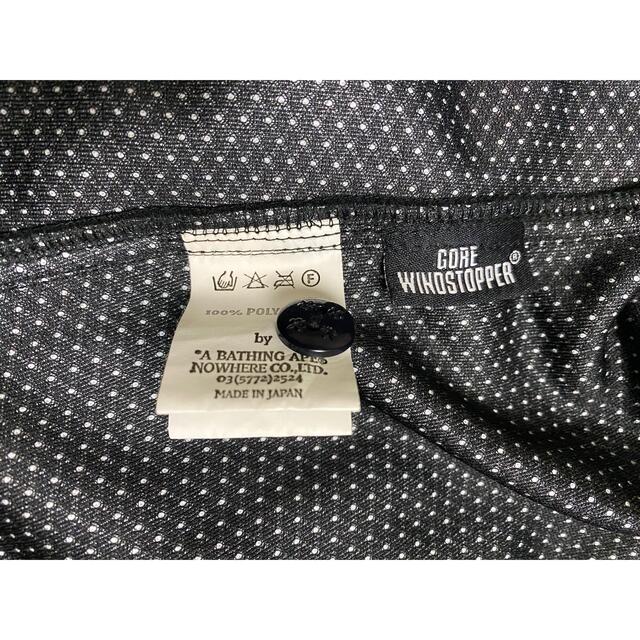 GORE
WINDSTOPPER®
F
100% POLY
by
"A BATHING APE"
NOWHERE CO.,LTD.
03(5772)2524
MADE IN JAPAN